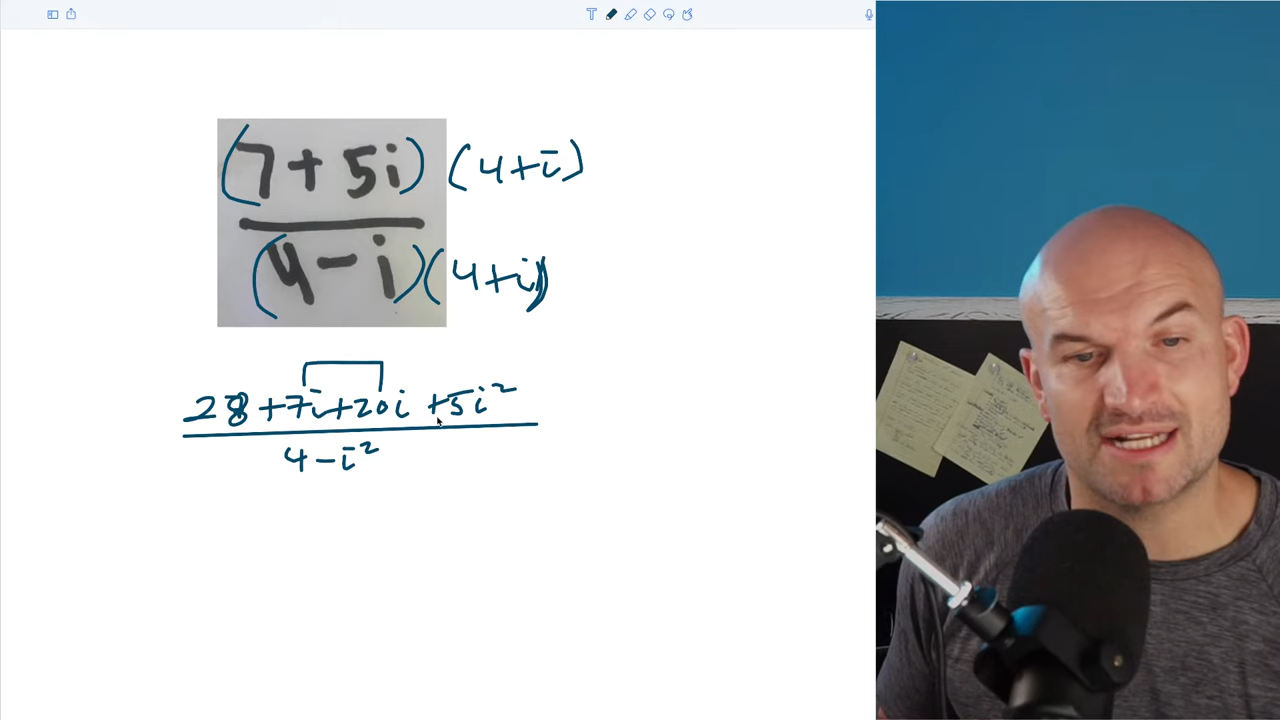 (7 + 5i) (4+i)
(4 - i)(4+i)
28 +7i+20i +5i²
4 - i²